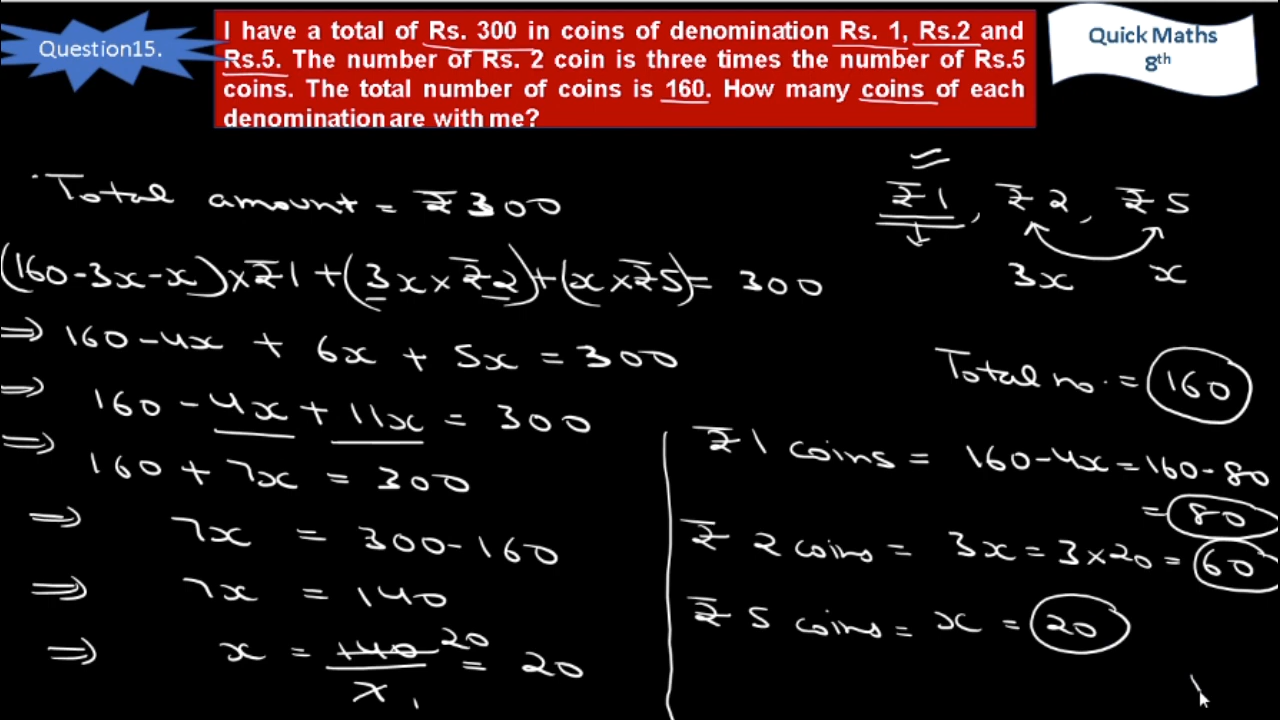 Question15.
I have a total of Rs. 300 in coins of denomination Rs. 1, Rs.2 and
Rs.5. The number of Rs. 2 coin is three times the number of Rs.5
coins. The total number of coins is 160. How many coins of each
denomination are with me?
Quick Maths
8th
Total amount = ₹300
(160-3x-x)×₹1+(3x×₹2)+(x×₹5)= 300
⇒ 160-4x + 6x + 5x = 300
⇒ 160 - 4x + 11x = 300
⇒ 160 + 7x = 300
⇒ 7x = 300-160
⇒ 7x = 140
⇒ x = 140/7 20 1 = 20
₹1, ₹2, ₹5
3x x
Total no. = 160
₹1 coins = 160-4x=160-80
= 80
₹2 coins = 3x = 3×20 = 60
₹5 coins = x = 20